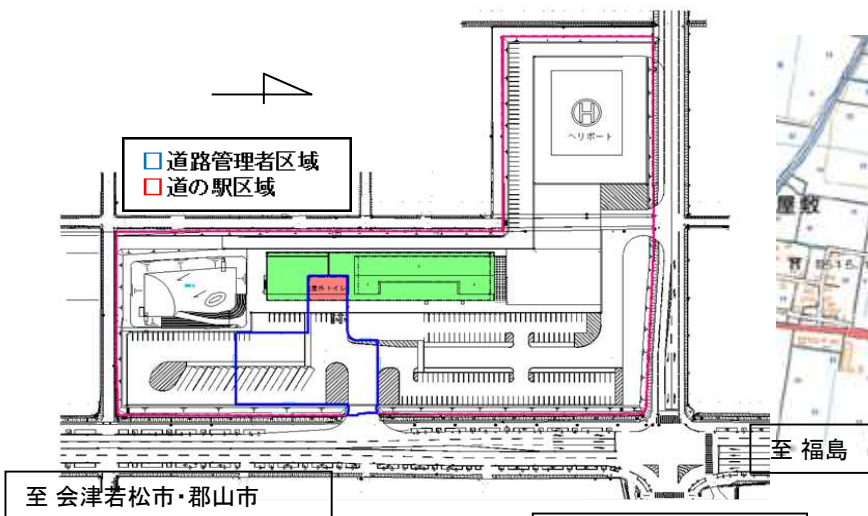 H
ヘリポート
道路管理者区域
道の駅区域
屋外トイレ
屋敷
至 福島
至 会津若松市・郡山市